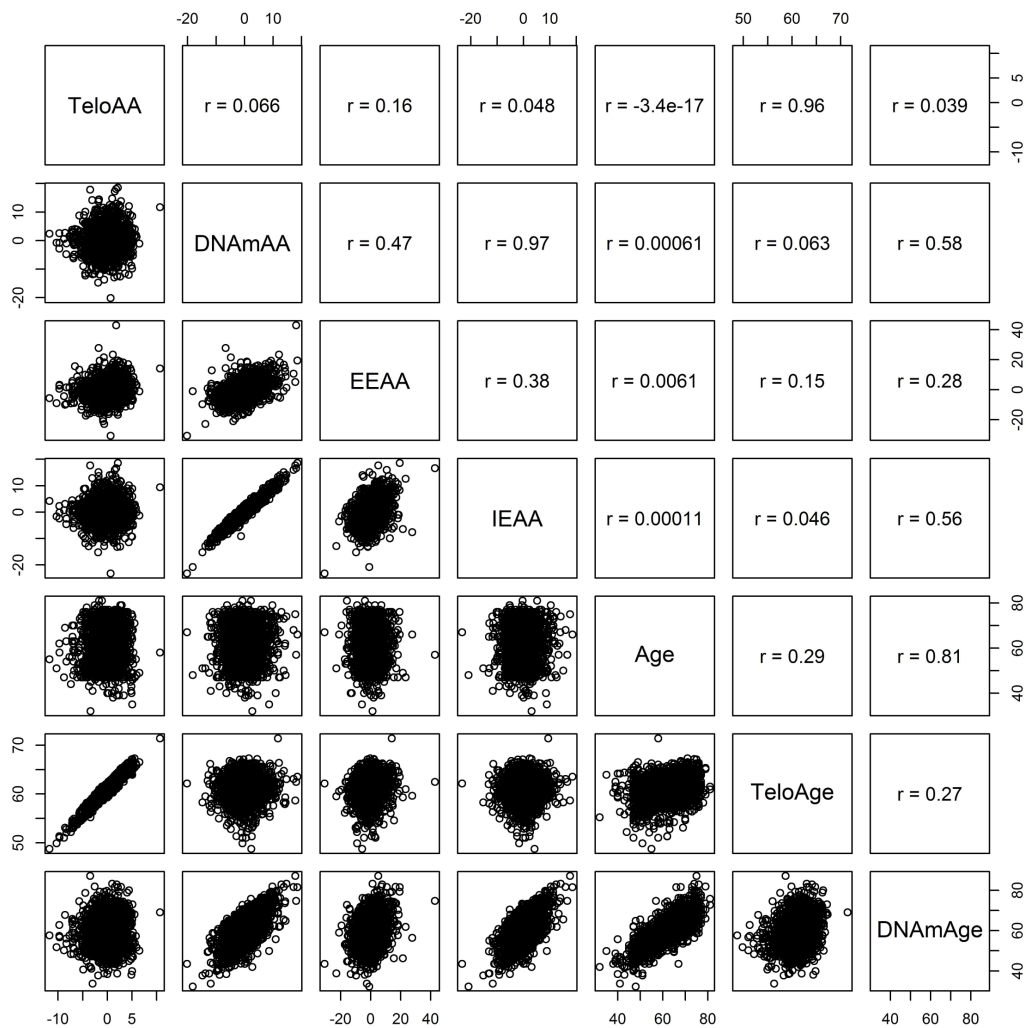 -20 0 10 -20 0 10 50 60 70
TeloAA r = 0.066 r = 0.16 r = 0.048 r = -3.4e-17 r = 0.96 r = 0.039 -10 0 5
-20 0 10 DNAmAA r = 0.47 r = 0.97 r = 0.00061 r = 0.063 r = 0.58
EEAA r = 0.38 r = 0.0061 r = 0.15 r = 0.28 -20 0 20 40
-20 0 10 IEAA r = 0.00011 r = 0.046 r = 0.56
Age r = 0.29 r = 0.81 40 60 80
50 60 70 TeloAge r = 0.27
DNAmAge 40 60 80
-10 0 5 -20 0 20 40 40 60 80 40 60 80